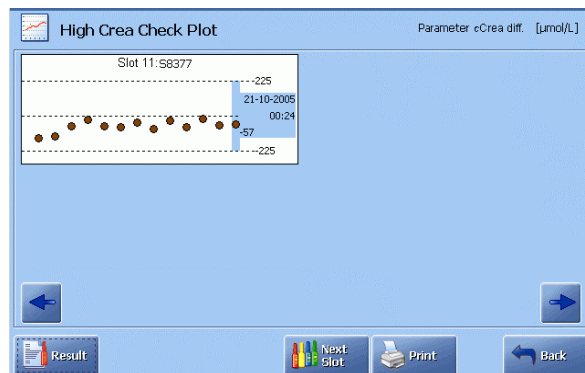 High Crea Check Plot
Parameter cCrea diff. [µmol/L]
Slot 11:S8377
225
21-10-2005
00:24
-57
-225
Result
Next
Slot
Print
Back